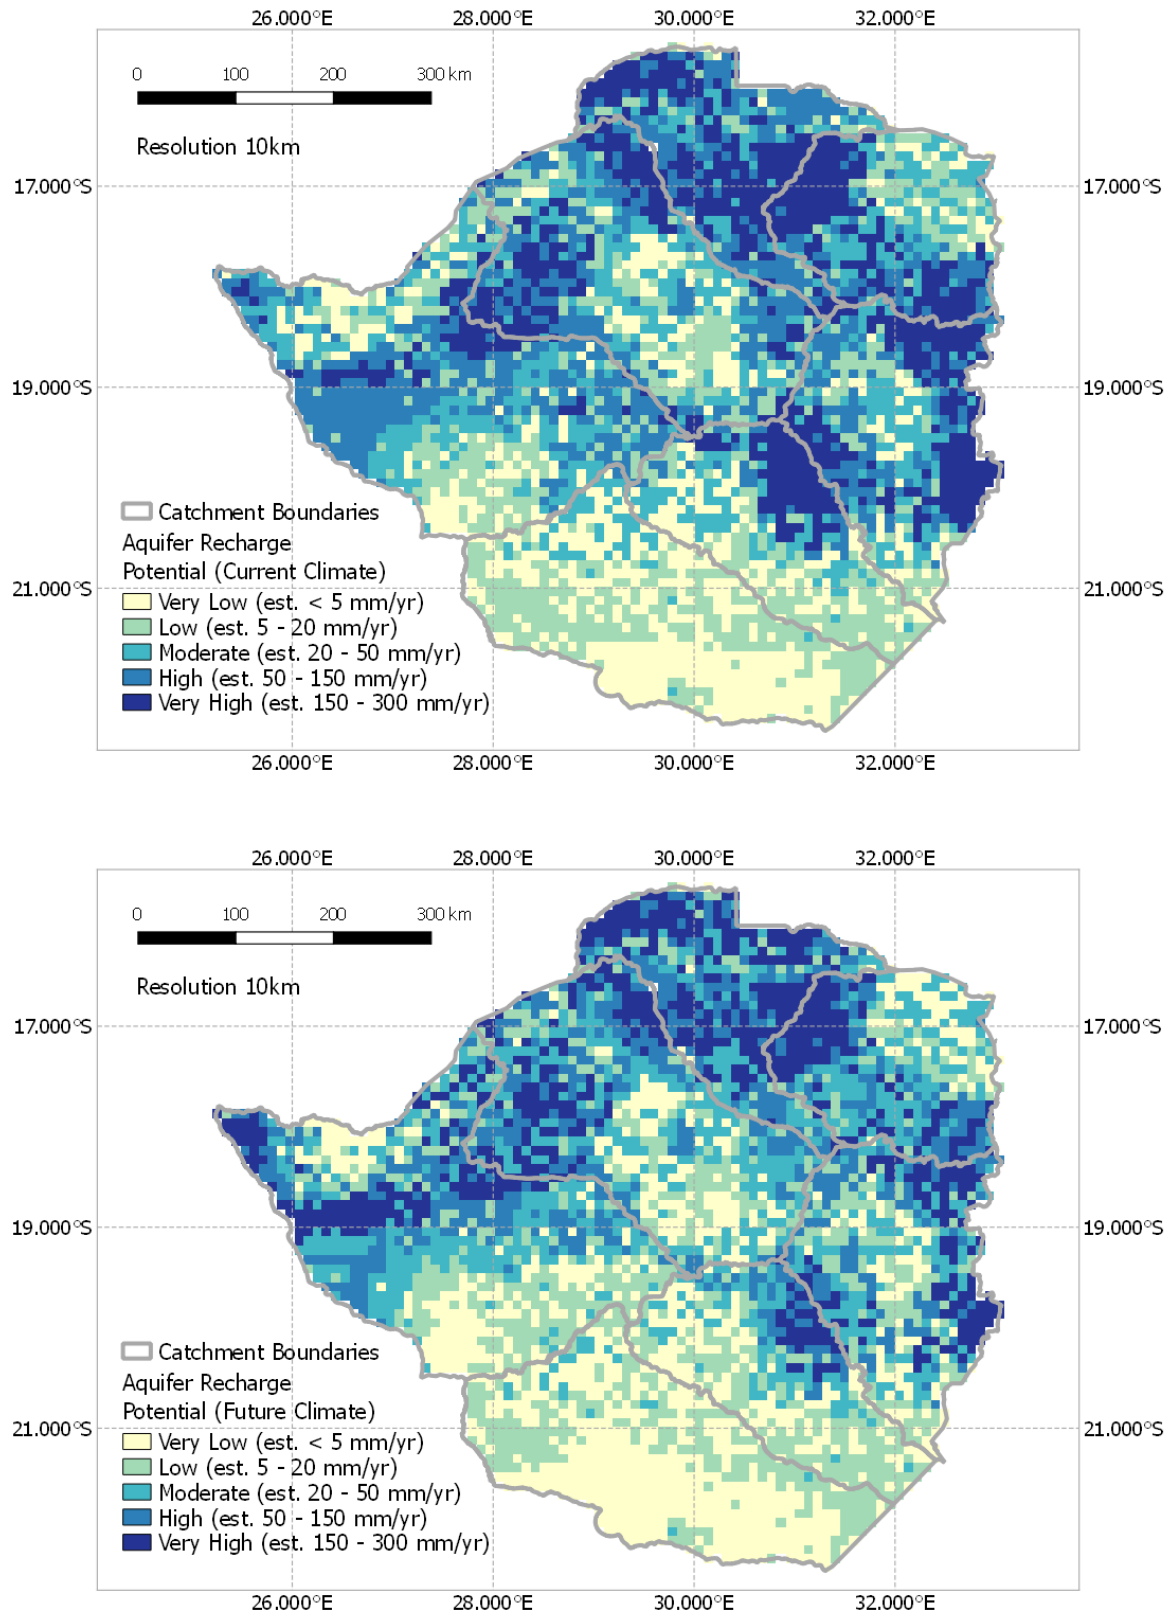 26.000°E 28.000°E 30.000°E 32.000°E
0 100 200 300 km
Resolution 10km
17.000°S 17.000°S
19.000°S 19.000°S
Catchment Boundaries
Aquifer Recharge
Potential (Current Climate)
21.000°S 21.000°S
Very Low (est. < 5 mm/yr)
Low (est. 5 - 20 mm/yr)
Moderate (est. 20 - 50 mm/yr)
High (est. 50 - 150 mm/yr)
Very High (est. 150 - 300 mm/yr)
26.000°E 28.000°E 30.000°E 32.000°E
26.000°E 28.000°E 30.000°E 32.000°E
0 100 200 300 km
Resolution 10km
17.000°S 17.000°S
19.000°S 19.000°S
Catchment Boundaries
Aquifer Recharge
Potential (Future Climate)
21.000°S 21.000°S
Very Low (est. < 5 mm/yr)
Low (est. 5 - 20 mm/yr)
Moderate (est. 20 - 50 mm/yr)
High (est. 50 - 150 mm/yr)
Very High (est. 150 - 300 mm/yr)
26.000°E 28.000°E 30.000°E 32.000°E